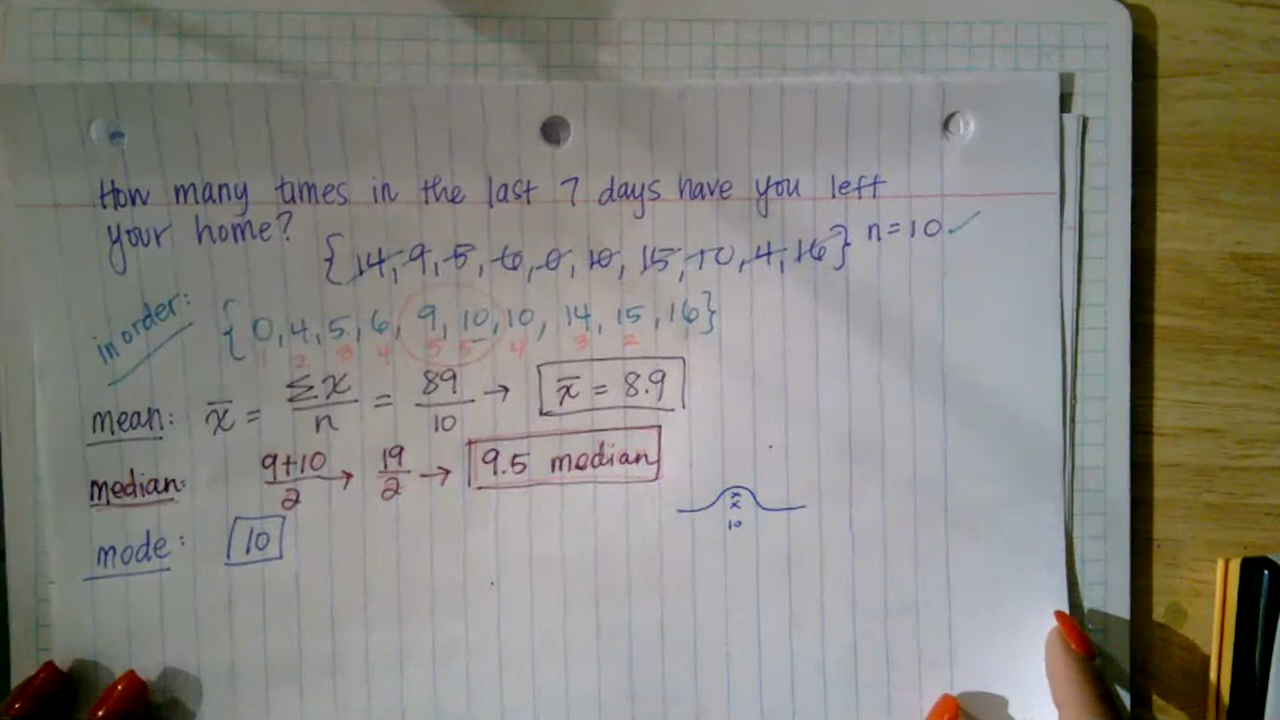 How many times in the last 7 days have you left
your home?
{14, 9, 5, 6, 0, 10, 15, 10, 4, 16} n=10 ✓
in order: {0, 4, 5, 6, 9, 10, 10, 14, 15, 16}
1 2 3 4 5 5 4 3 2 1
mean: x̄ = Σx/n = 89/10 → x̄ = 8.9
median: 9+10/2 → 19/2 → 9.5 median
x
x
10
mode: 10